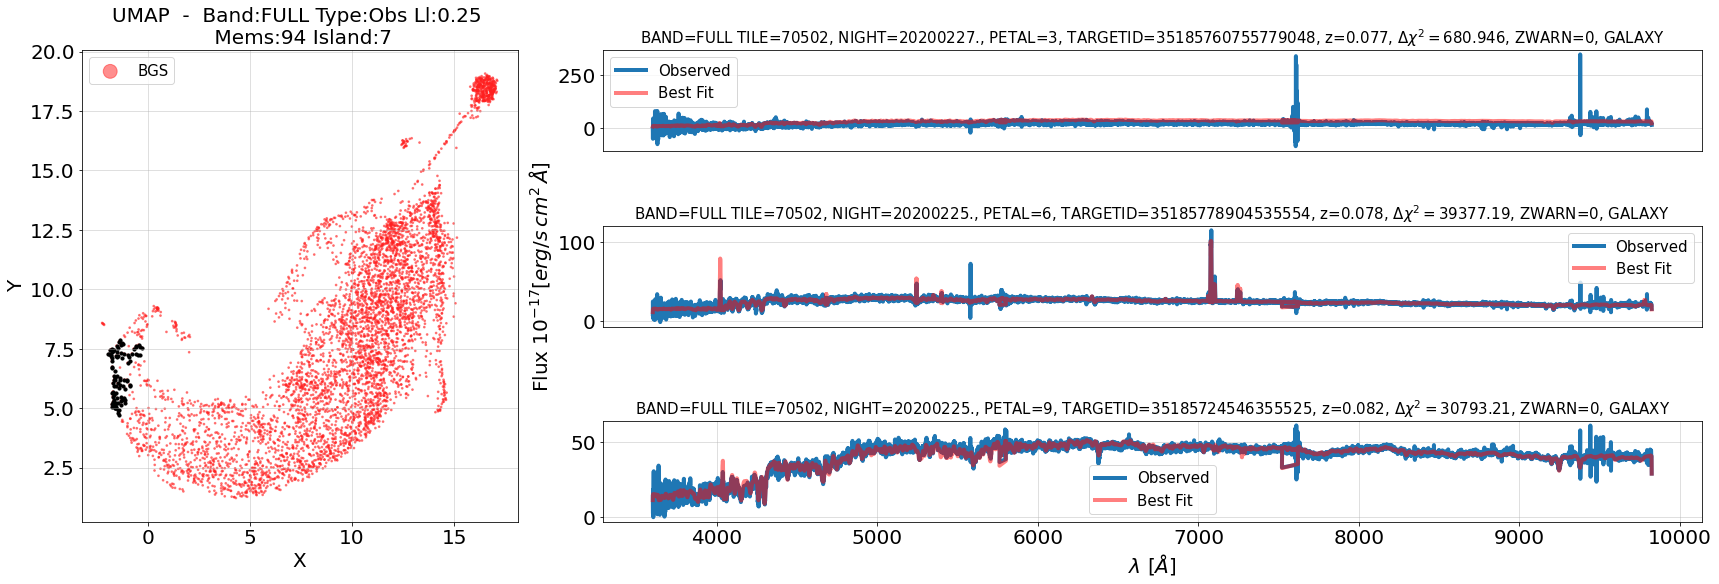 UMAP - Band:FULL Type:Obs Ll:0.25
Mems:94 Island:7
BGS
20.0
17.5
15.0
12.5
10.0
7.5
5.0
2.5
Y
0
5
10
15
X
Flux 10⁻¹⁷[erg/s cm² Å]
BAND=FULL TILE=70502, NIGHT=20200227., PETAL=3, TARGETID=35185760755779048, z=0.077, Δχ² = 680.946, ZWARN=0, GALAXY
Observed
Best Fit
250
0
BAND=FULL TILE=70502, NIGHT=20200225., PETAL=6, TARGETID=35185778904535554, z=0.078, Δχ² = 39377.19, ZWARN=0, GALAXY
Observed
Best Fit
100
0
BAND=FULL TILE=70502, NIGHT=20200225., PETAL=9, TARGETID=35185724546355525, z=0.082, Δχ² = 30793.21, ZWARN=0, GALAXY
Observed
Best Fit
50
0
4000
5000
6000
7000
8000
9000
10000
λ [Å]